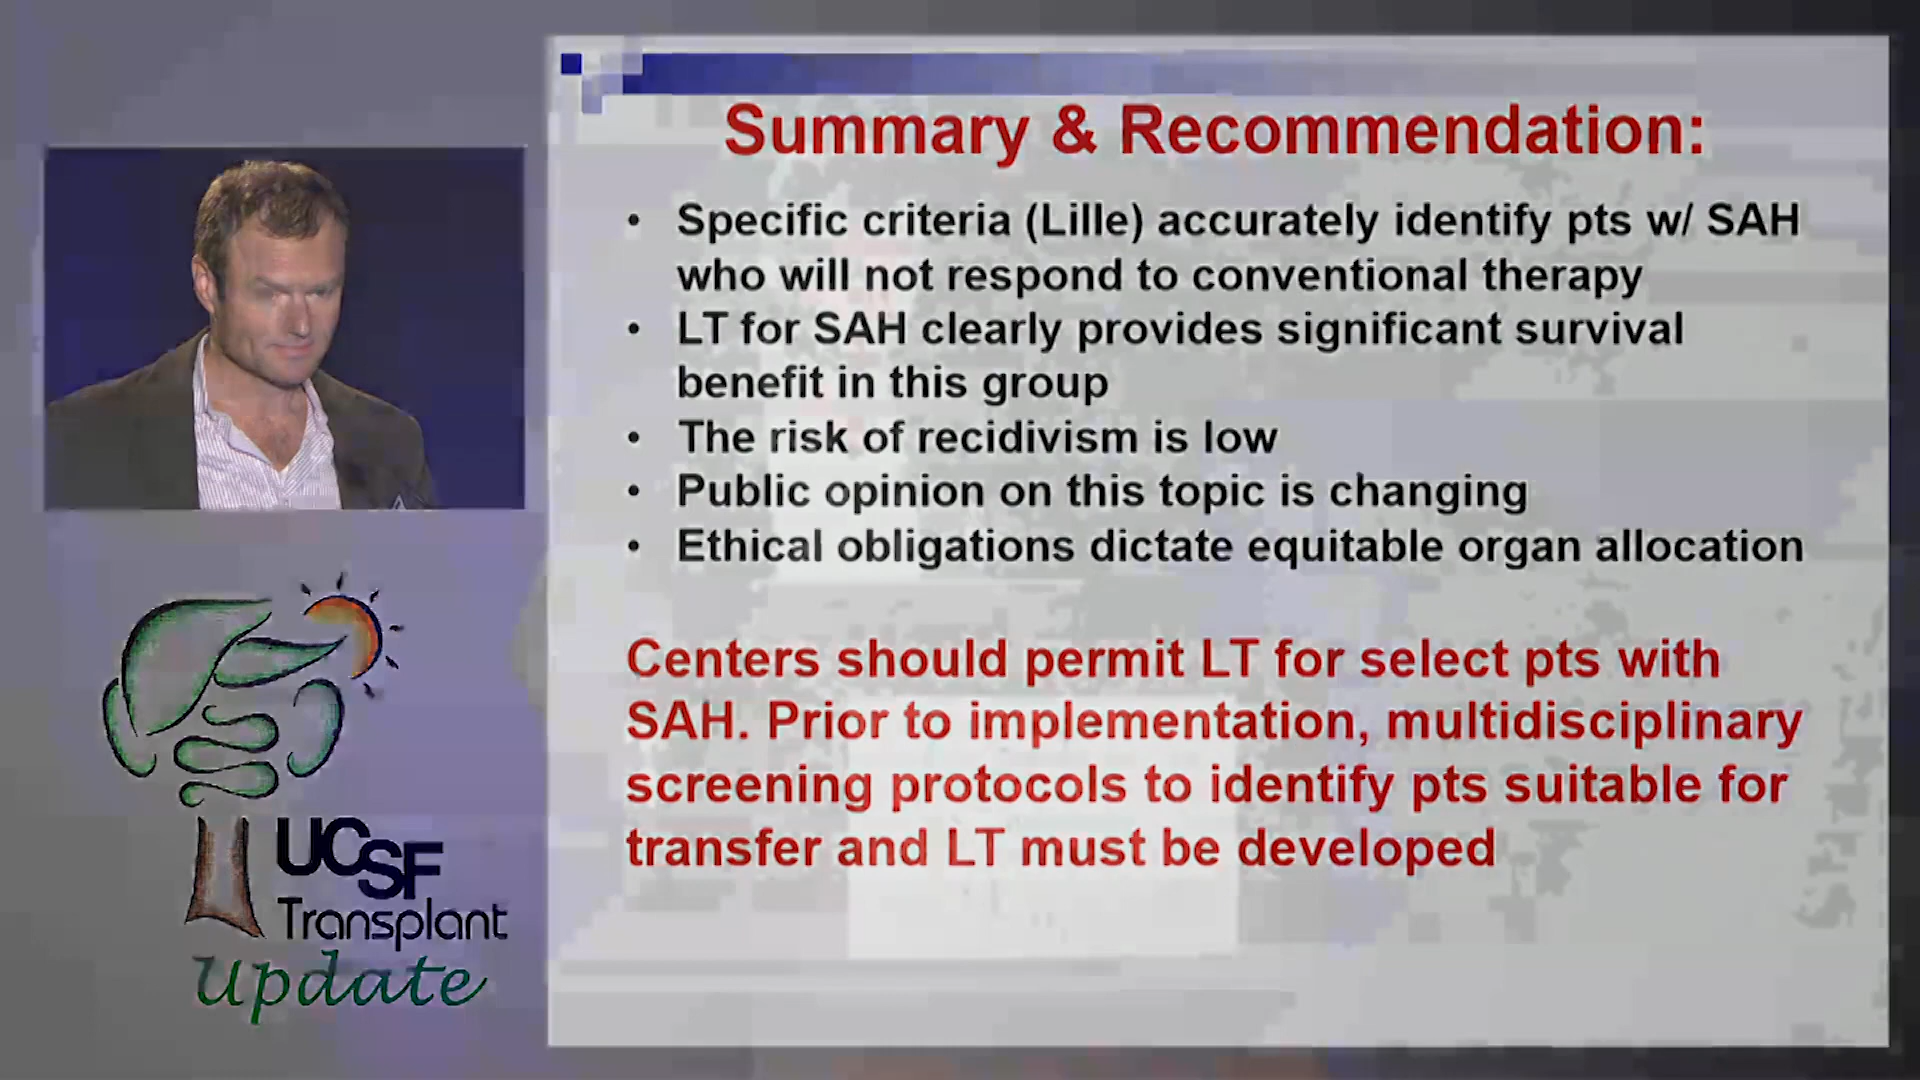 Summary & Recommendation:
• Specific criteria (Lille) accurately identify pts w/ SAH
who will not respond to conventional therapy
• LT for SAH clearly provides significant survival
benefit in this group
• The risk of recidivism is low
• Public opinion on this topic is changing
• Ethical obligations dictate equitable organ allocation
Centers should permit LT for select pts with
SAH. Prior to implementation, multidisciplinary
screening protocols to identify pts suitable for
transfer and LT must be developed
UCSF
Transplant
Update